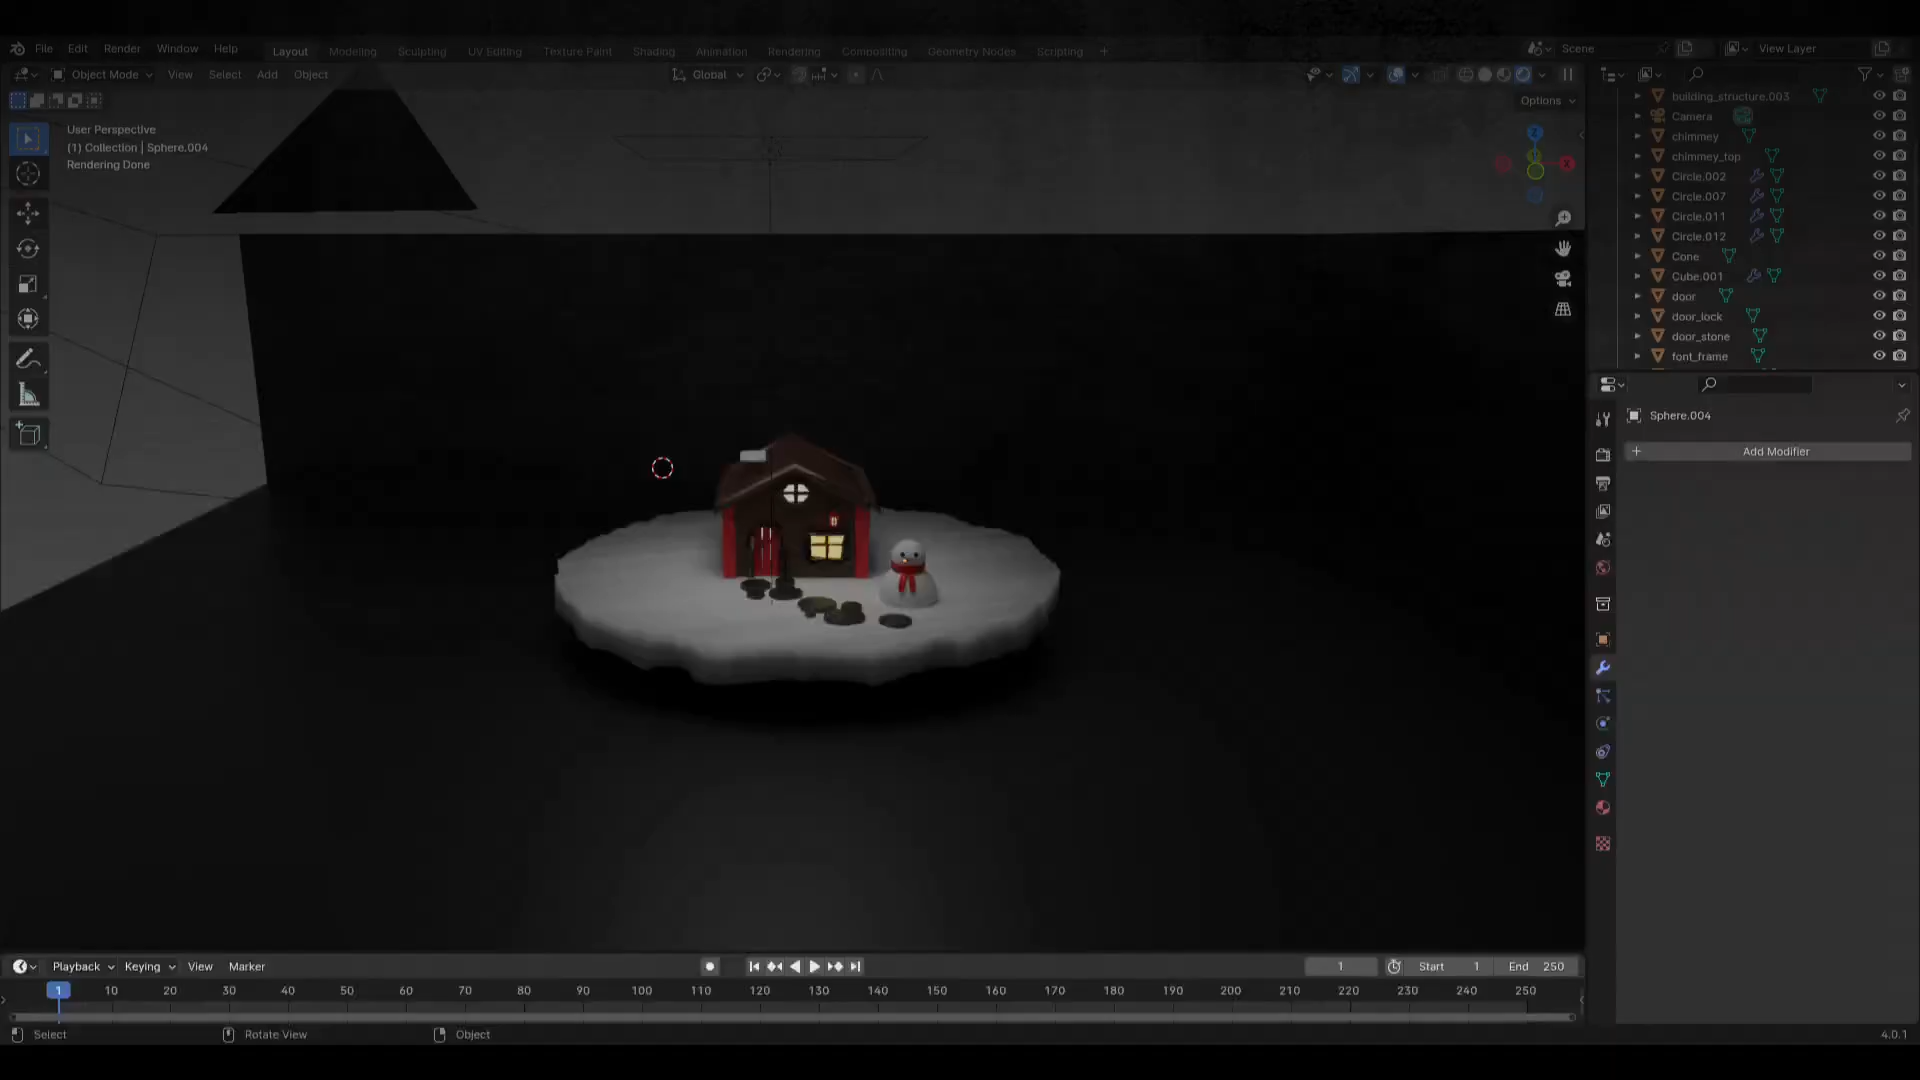 File Edit Render Window Help
Layout Modeling Sculpting UV Editing Texture Paint Shading Animation Rendering Compositing Geometry Nodes Scripting +
Scene
View Layer
Object Mode View Select Add Object
Global
Options
User Perspective
(1) Collection | Sphere.004
Rendering Done
Z
X
building_structure.003
Camera
chimmey
chimmey_top
Circle.002
Circle.007
Circle.011
Circle.012
Cone
Cube.001
door
door_lock
door_stone
font_frame
Sphere.004
+ Add Modifier
Playback Keying View Marker
1 Start 1 End 250
1 10 20 30 40 50 60 70 80 90 100 110 120 130 140 150 160 170 180 190 200 210 220 230 240 250
Select Rotate View Object
4.0.1